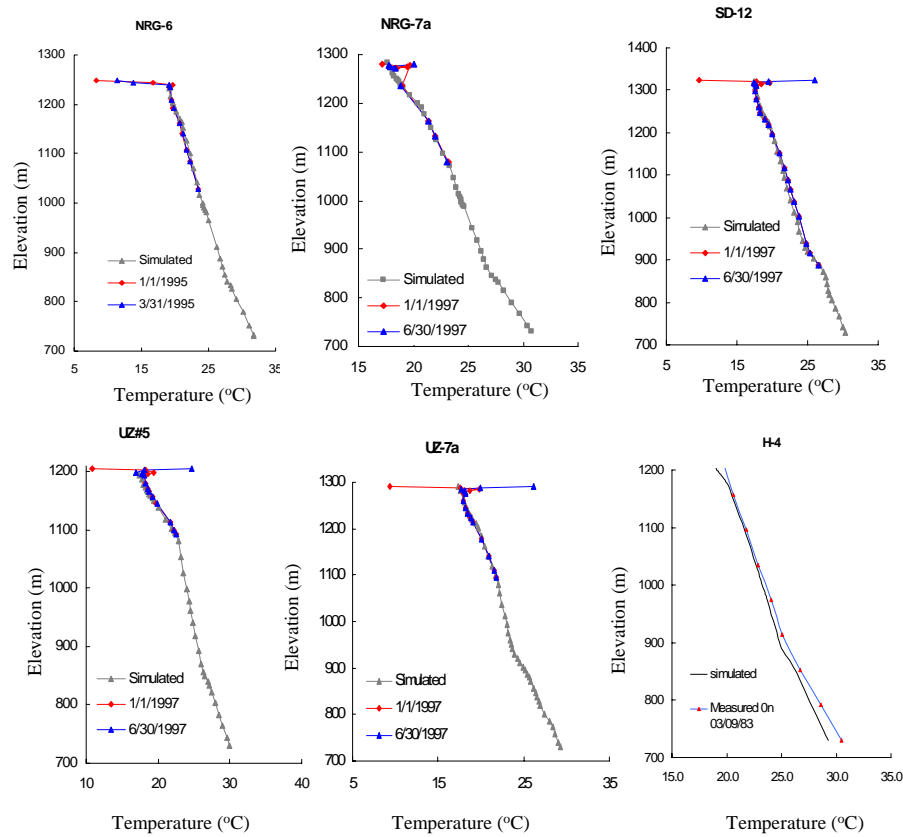 NRG-6
1300
1200
1100
1000
900
800
700
5 15 25 35
Elevation (m)
Temperature (oC)
Simulated
1/1/1995
3/31/1995
NRG-7a
1300
1200
1100
1000
900
800
700
15 20 25 30 35
Elevation (m)
Temperature (oC)
Simulated
1/1/1997
6/30/1997
SD-12
1400
1300
1200
1100
1000
900
800
700
5 15 25 35
Elevation (m)
Temperature (oC)
Simulated
1/1/1997
6/30/1997
UZ#5
1200
1100
1000
900
800
700
10 20 30 40
Elevation (m)
Temperature (oC)
Simulated
1/1/1997
6/30/1997
UZ-7a
1300
1200
1100
1000
900
800
700
5 15 25 35
Elevation (m)
Temperature (oC)
Simulated
1/1/1997
6/30/1997
H-4
1200
1100
1000
900
800
700
15.0 20.0 25.0 30.0 35.0
Elevation (m)
Temperature (oC)
simulated
Measured 0n
03/09/83